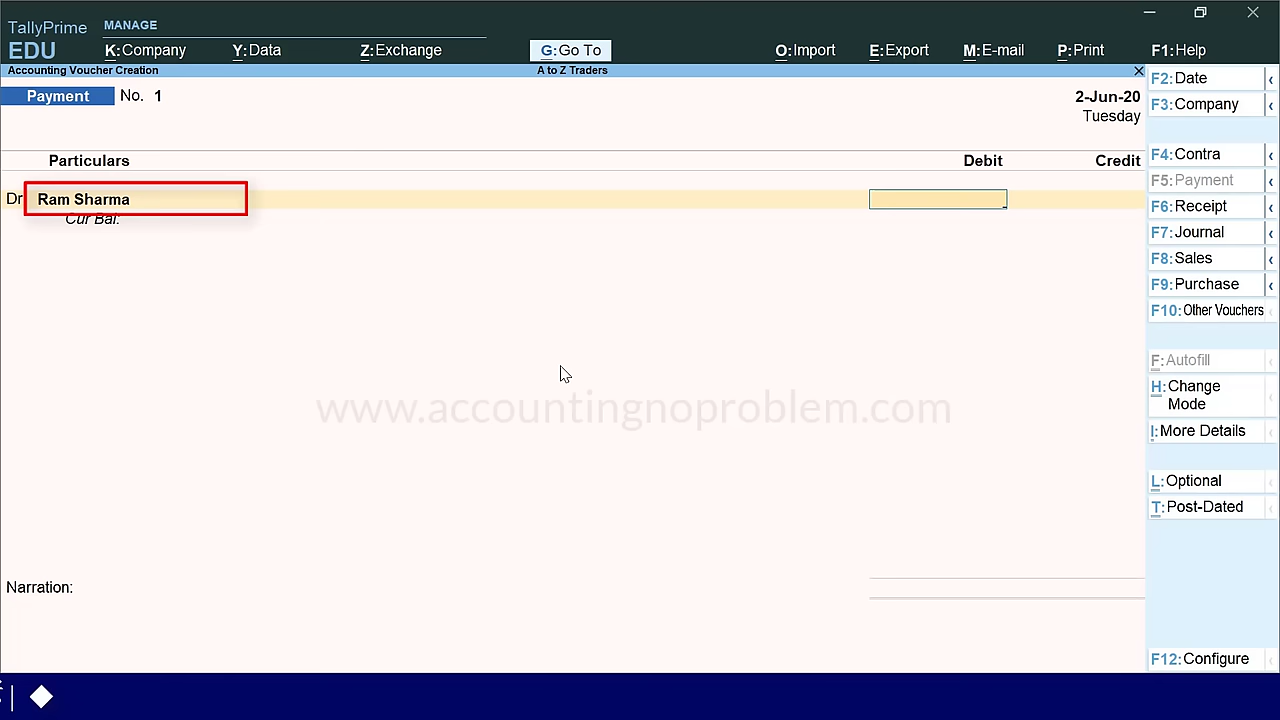 TallyPrime MANAGE
EDU K:Company Y:Data Z:Exchange G:Go To O:Import E:Export M:E-mail P:Print F1:Help
Accounting Voucher Creation A to Z Traders
Payment No. 1 2-Jun-20
Tuesday
Particulars Debit Credit
Dr Ram Sharma
Cur Bal:
www.accountingnoproblem.com
Narration:
F2:Date
F3:Company
F4:Contra
F5:Payment
F6:Receipt
F7:Journal
F8:Sales
F9:Purchase
F10:Other Vouchers
F:Autofill
H:Change
Mode
I:More Details
L:Optional
T:Post-Dated
F12:Configure